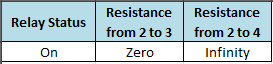 Relay Status
Resistance
from 2 to 3
Resistance
from 2 to 4
On
Zero
Infinity